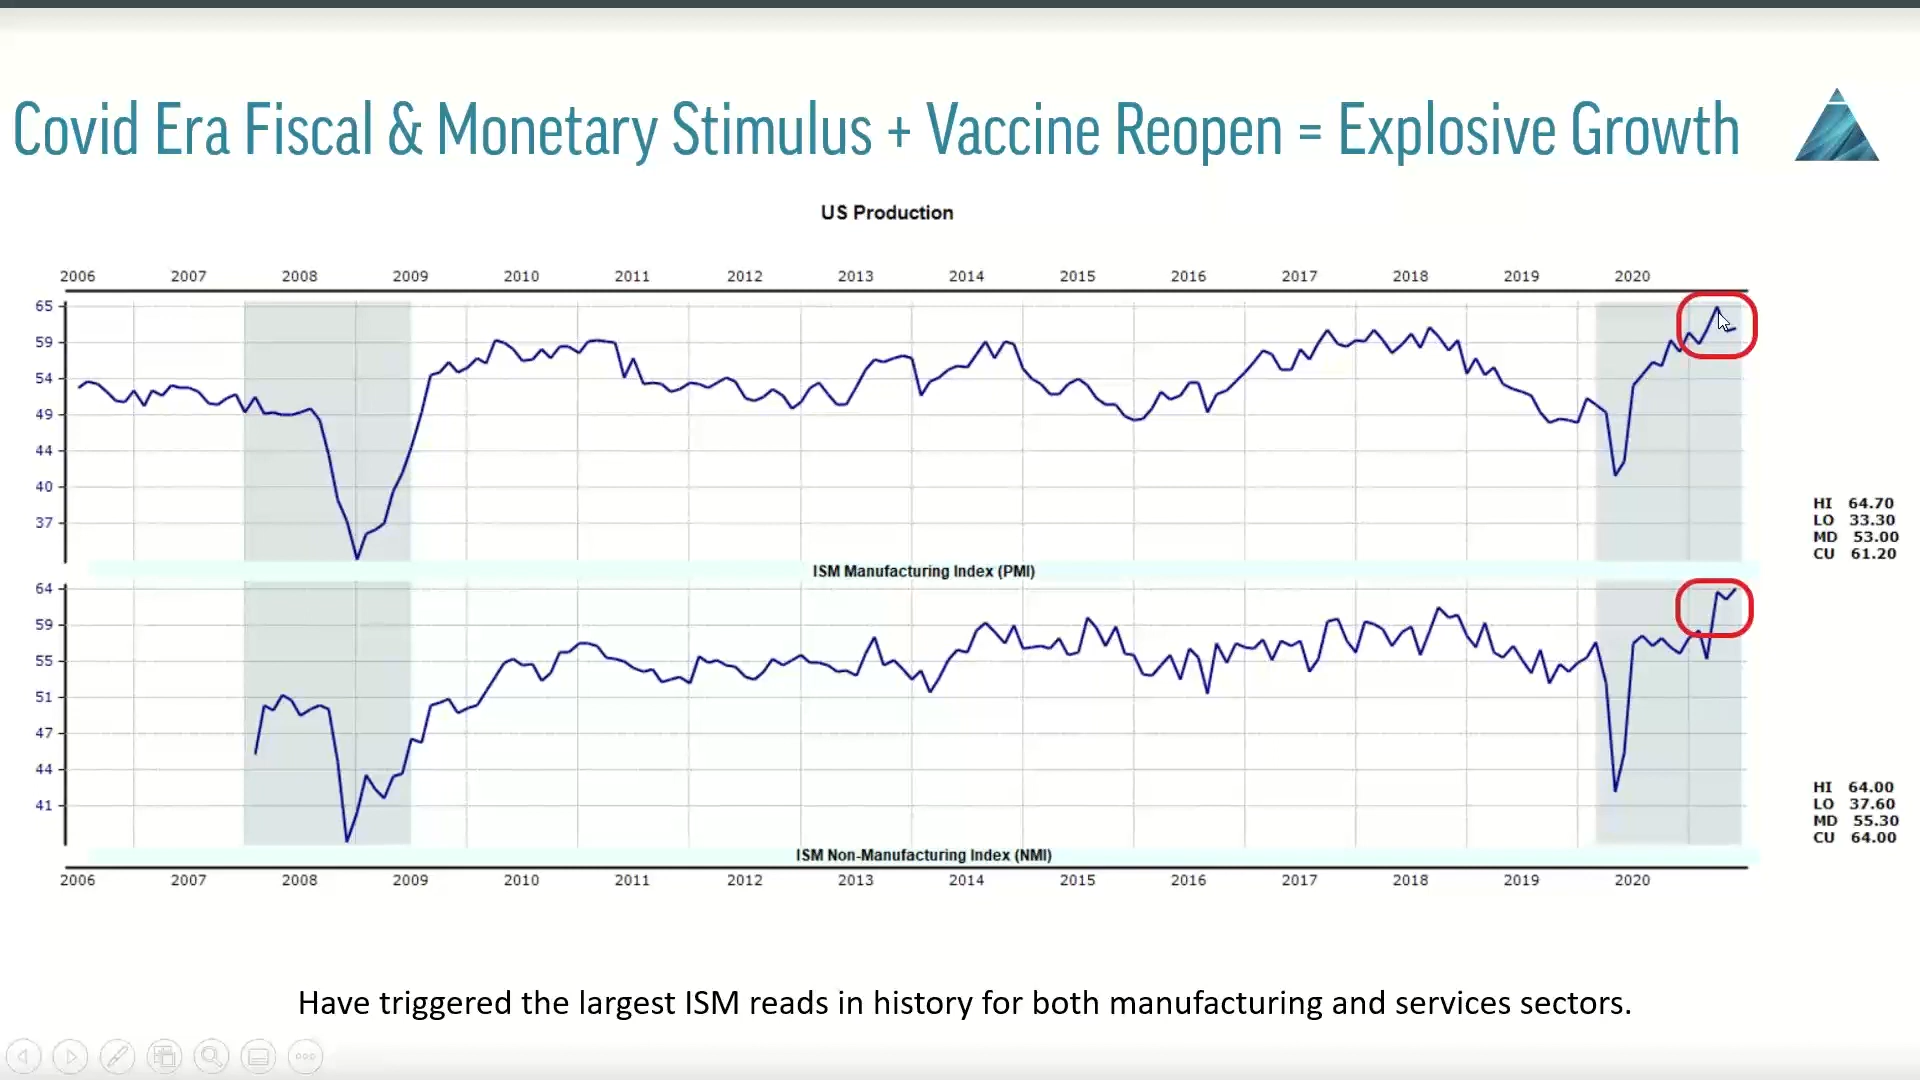 Covid Era Fiscal & Monetary Stimulus + Vaccine Reopen = Explosive Growth
US Production
2006 2007 2008 2009 2010 2011 2012 2013 2014 2015 2016 2017 2018 2019 2020
65
59
54
49
44
40
37
HI 64.70
LO 33.30
MD 53.00
CU 61.20
ISM Manufacturing Index (PMI)
64
59
55
51
47
44
41
HI 64.00
LO 37.60
MD 55.30
CU 64.00
ISM Non-Manufacturing Index (NMI)
2006 2007 2008 2009 2010 2011 2012 2013 2014 2015 2016 2017 2018 2019 2020
Have triggered the largest ISM reads in history for both manufacturing and services sectors.